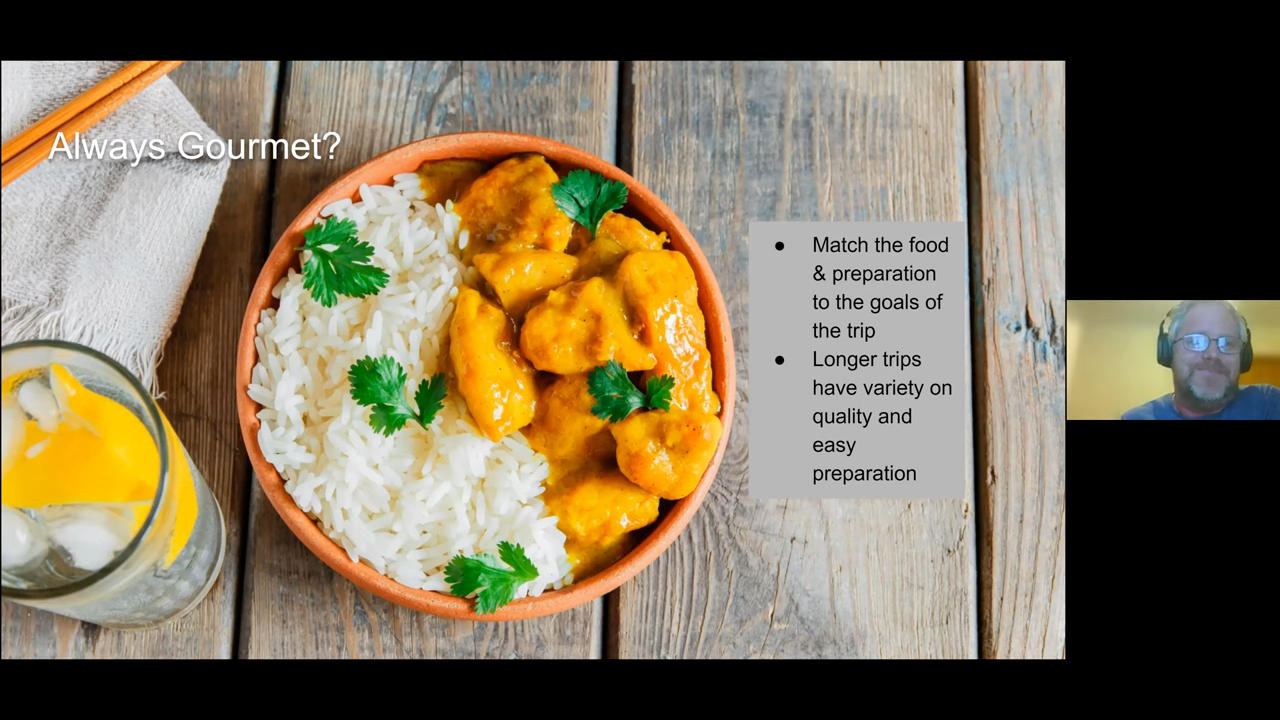 Always Gourmet?
● Match the food
& preparation
to the goals of
the trip
● Longer trips
have variety on
quality and
easy
preparation